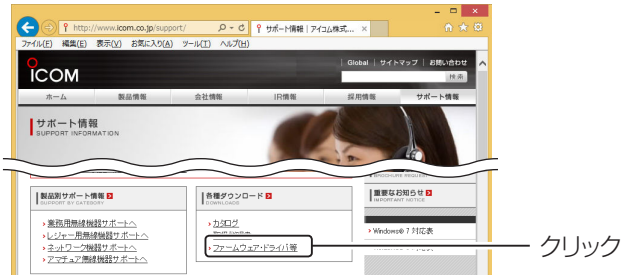 http://www.icom.co.jp/support/
サポート情報 | アイコム株式...
ファイル(F) 編集(E) 表示(V) お気に入り(A) ツール(T) ヘルプ(H)
Global サイトマップ お問い合わせ
ICOM
検索
ホーム 製品情報 会社情報 IR情報 採用情報 サポート情報
サポート情報
SUPPORT INFORMATION
BROCHURE REQUEST
製品別サポート情報
SUPPORT BY CATEGORY
各種ダウンロード
DOWNLOADS
重要なお知らせ
IMPORTANT NOTICE
業務用無線機器サポートへ
レジャー用無線機器サポートへ
ネットワーク機器サポートへ
アマチュア無線機器サポートへ
カタログ
ファームウェア・ドライバ等
Windows® 7 対応表
クリック